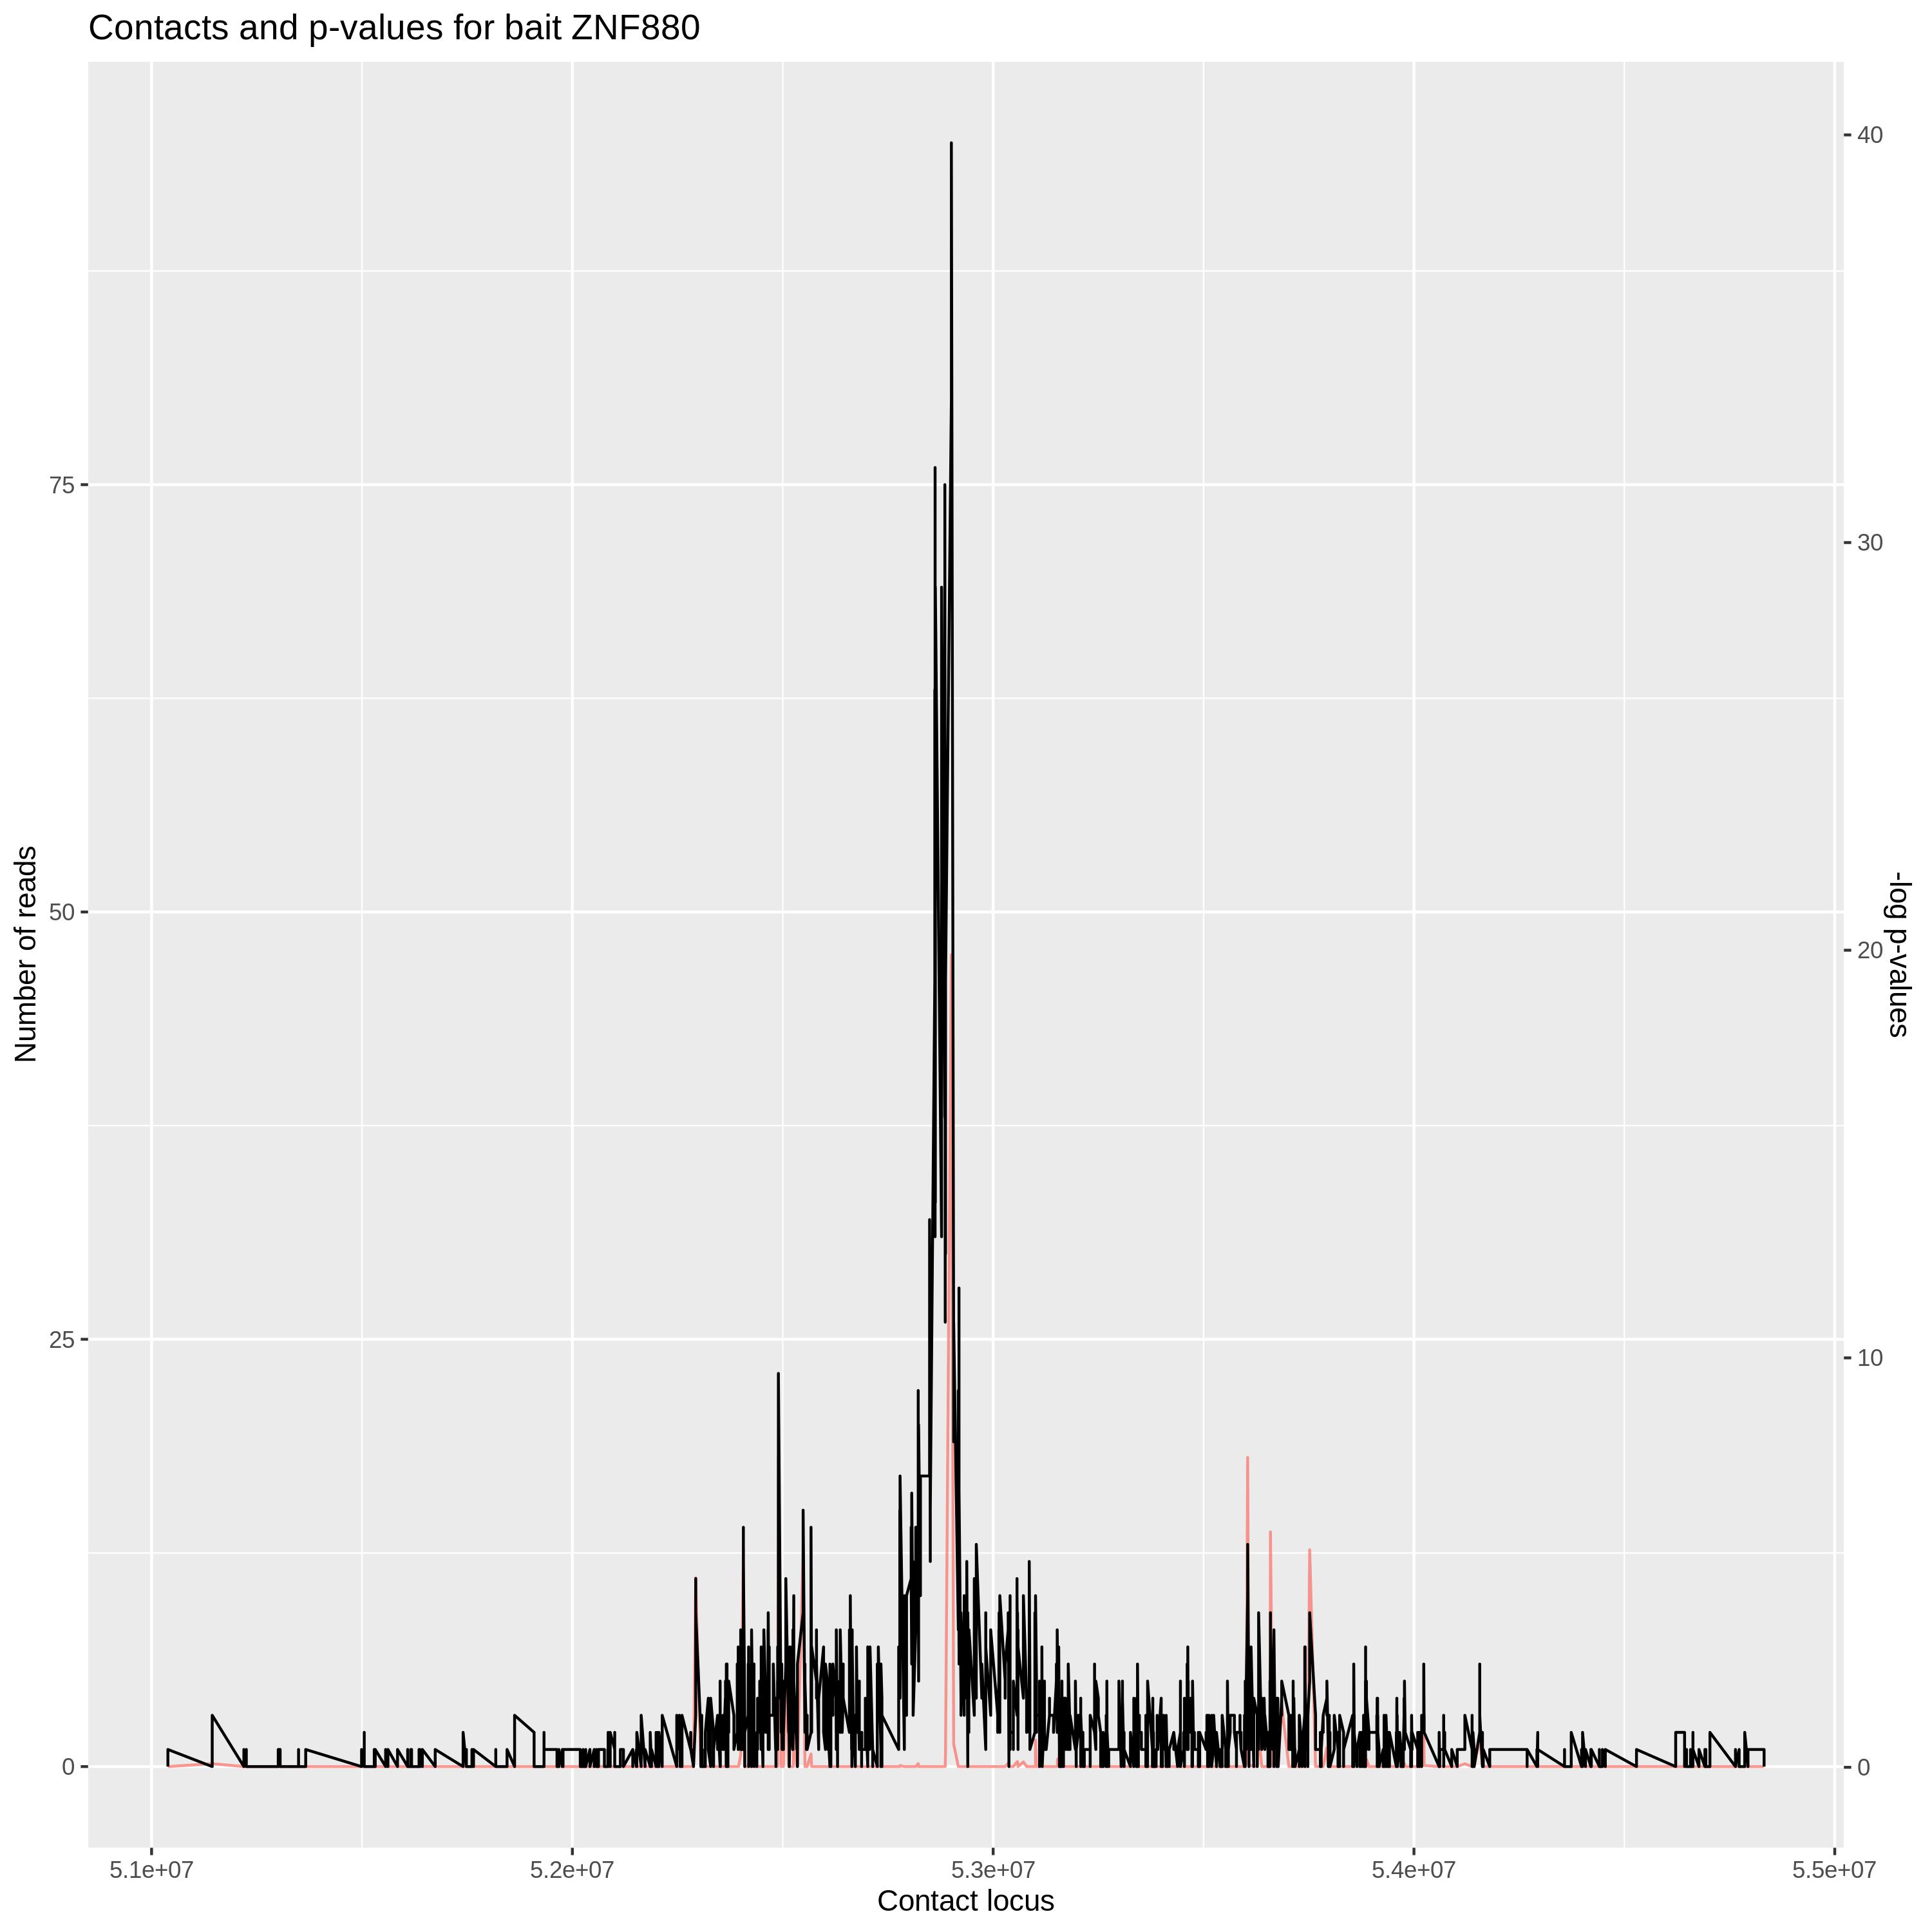 Contacts and p-values for bait ZNF880
Number of reads
75
50
25
0
40
30
20
10
0
-log p-values
5.1e+07
5.2e+07
5.3e+07
5.4e+07
5.5e+07
Contact locus